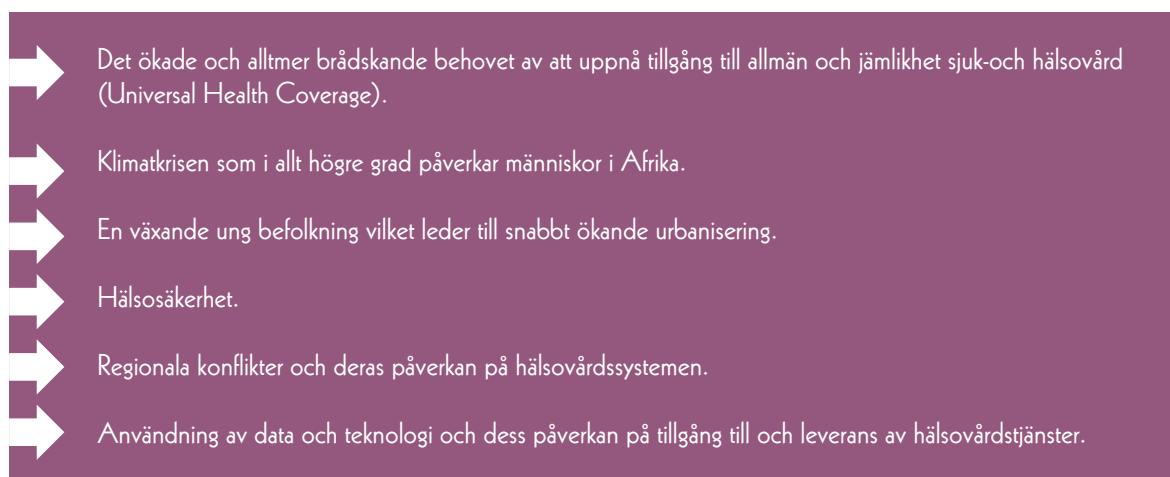 Det ökade och alltmer brådskande behovet av att uppnå tillgång till allmän och jämlikhet sjuk-och hälsovård
(Universal Health Coverage).
Klimatkrisen som i allt högre grad påverkar människor i Afrika.
En växande ung befolkning vilket leder till snabbt ökande urbanisering.
Hälsosäkerhet.
Regionala konflikter och deras påverkan på hälsovårdssystemen.
Användning av data och teknologi och dess påverkan på tillgång till och leverans av hälsovårdstjänster.